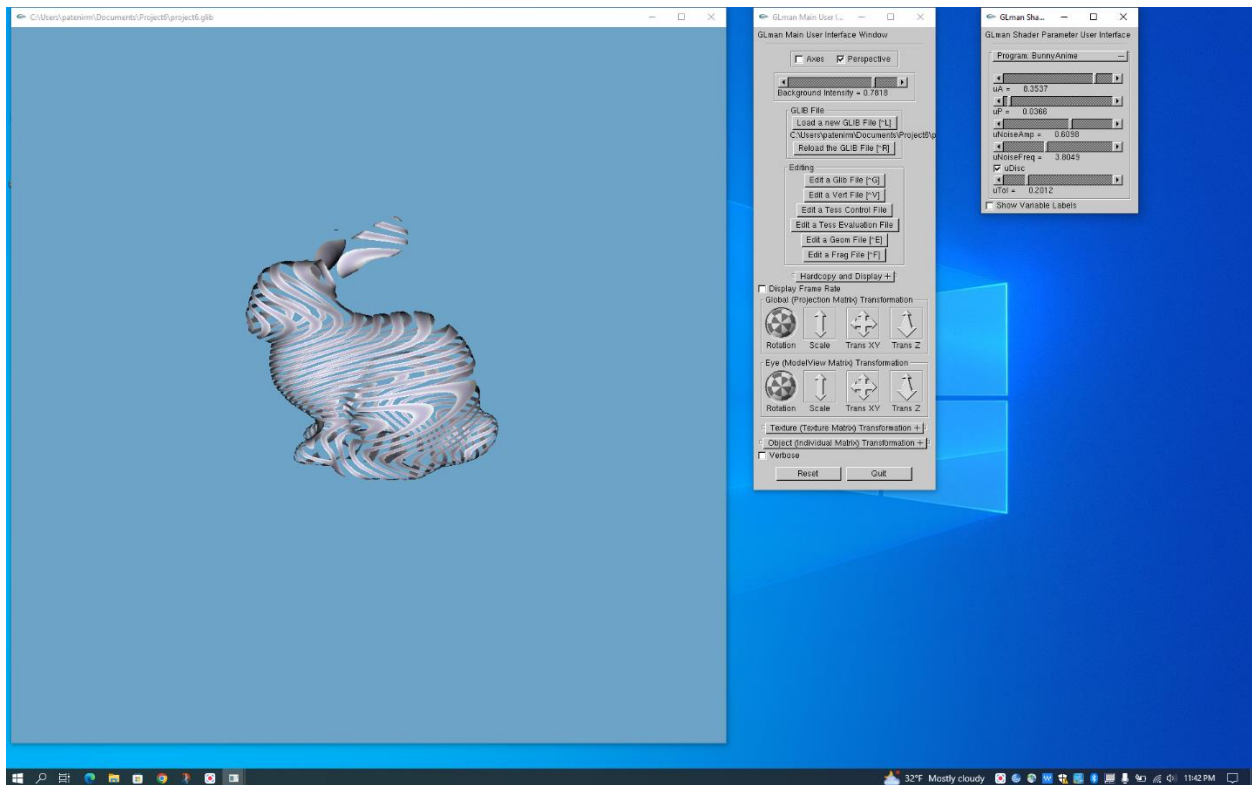 C:\Users\patenirm\Documents\Project6\project6.glib
GLman Main User I...
GLman Main User Interface Window
Axes
Perspective
Background Intensity = 0.7818
GLIB File
Load a new GLIB File [^L]
C:\Users\patenirm\Documents\Project6\p
Reload the GLIB File [^R]
Editing
Edit a Glib File [^G]
Edit a Vert File [^V]
Edit a Tess Control File
Edit a Tess Evaluation File
Edit a Geom File [^E]
Edit a Frag File [^F]
Hardcopy and Display +
Display Frame Rate
Global (Projection Matrix) Transformation
Rotation Scale Trans XY Trans Z
Eye (ModelView Matrix) Transformation
Rotation Scale Trans XY Trans Z
Texture (Texture Matrix) Transformation +
Object (Individual Matrix) Transformation +
Verbose
Reset Quit
GLman Sha...
GLman Shader Parameter User Interface
Program: BunnyAnime
uA = 8.3537
uP = 0.0366
uNoiseAmp = 0.6098
uNoiseFreq = 3.8049
uDisc
uTol = 0.2012
Show Variable Labels
32°F Mostly cloudy
11:42 PM